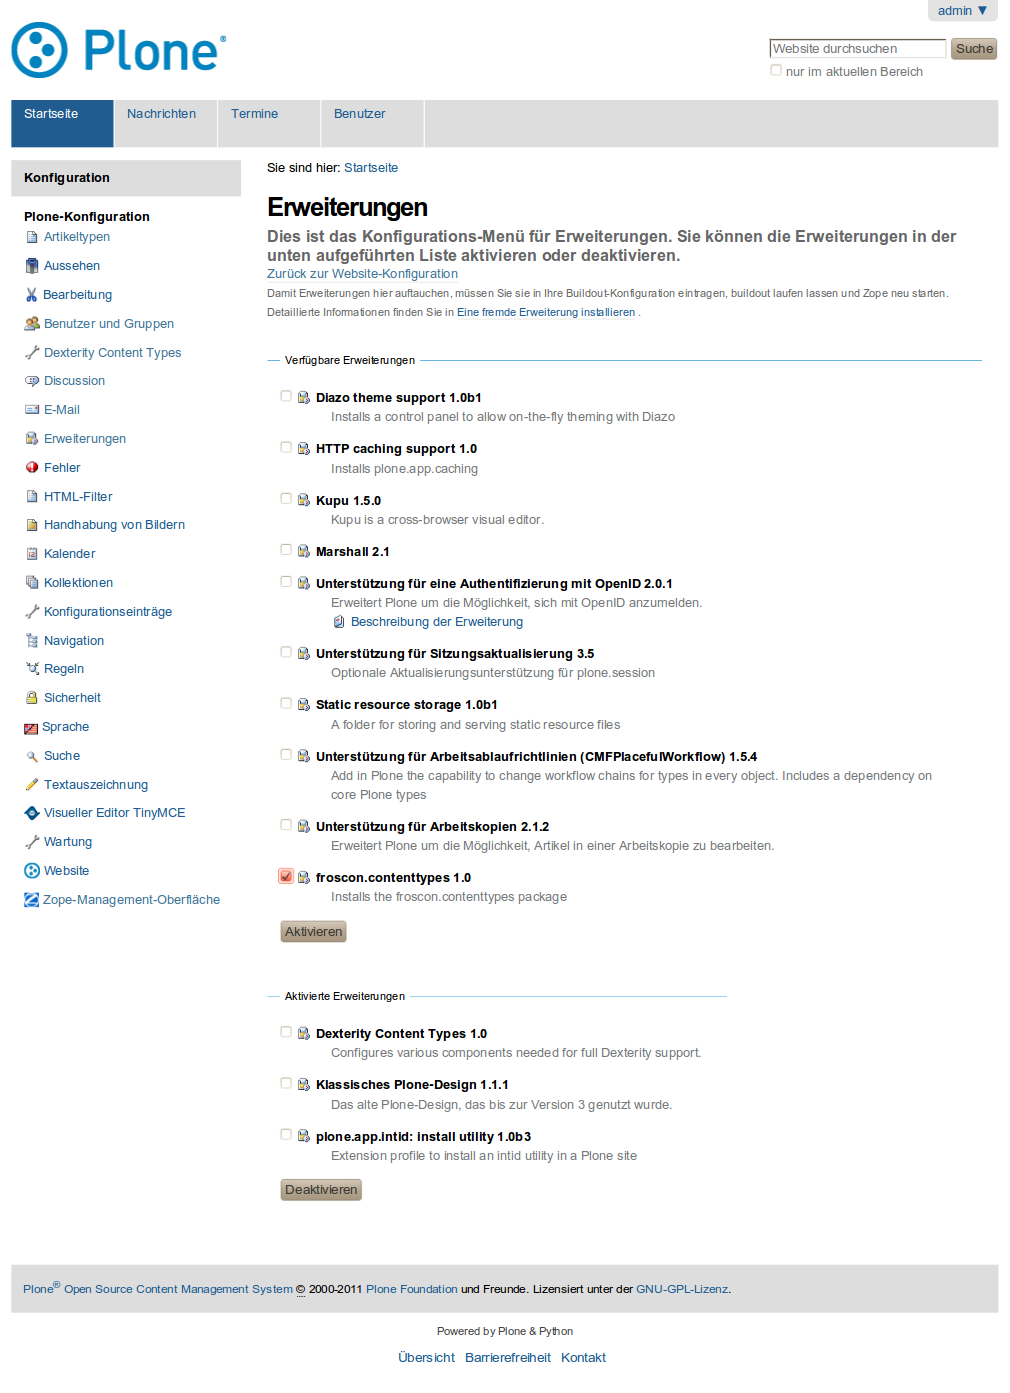 admin ▼
Plone®
Website durchsuchen Suche
nur im aktuellen Bereich
Startseite Nachrichten Termine Benutzer
Konfiguration
Plone-Konfiguration
Artikeltypen
Aussehen
Bearbeitung
Benutzer und Gruppen
Dexterity Content Types
Discussion
E-Mail
Erweiterungen
Fehler
HTML-Filter
Handhabung von Bildern
Kalender
Kollektionen
Konfigurationseinträge
Navigation
Regeln
Sicherheit
Sprache
Suche
Textauszeichnung
Visueller Editor TinyMCE
Wartung
Website
Zope-Management-Oberfläche
Sie sind hier: Startseite
Erweiterungen
Dies ist das Konfigurations-Menü für Erweiterungen. Sie können die Erweiterungen in der
unten aufgeführten Liste aktivieren oder deaktivieren.
Zurück zur Website-Konfiguration
Damit Erweiterungen hier auftauchen, müssen Sie sie in Ihre Buildout-Konfiguration eintragen, buildout laufen lassen und Zope neu starten.
Detaillierte Informationen finden Sie in Eine fremde Erweiterung installieren .
Verfügbare Erweiterungen
Diazo theme support 1.0b1
Installs a control panel to allow on-the-fly theming with Diazo
HTTP caching support 1.0
Installs plone.app.caching
Kupu 1.5.0
Kupu is a cross-browser visual editor.
Marshall 2.1
Unterstützung für eine Authentifizierung mit OpenID 2.0.1
Erweitert Plone um die Möglichkeit, sich mit OpenID anzumelden.
Beschreibung der Erweiterung
Unterstützung für Sitzungsaktualisierung 3.5
Optionale Aktualisierungsunterstützung für plone.session
Static resource storage 1.0b1
A folder for storing and serving static resource files
Unterstützung für Arbeitsablaufrichtlinien (CMFPlacefulWorkflow) 1.5.4
Add in Plone the capability to change workflow chains for types in every object. Includes a dependency on
core Plone types
Unterstützung für Arbeitskopien 2.1.2
Erweitert Plone um die Möglichkeit, Artikel in einer Arbeitskopie zu bearbeiten.
froscon.contenttypes 1.0
Installs the froscon.contenttypes package
Aktivieren
Aktivierte Erweiterungen
Dexterity Content Types 1.0
Configures various components needed for full Dexterity support.
Klassisches Plone-Design 1.1.1
Das alte Plone-Design, das bis zur Version 3 genutzt wurde.
plone.app.intid: install utility 1.0b3
Extension profile to install an intid utility in a Plone site
Deaktivieren
Plone® Open Source Content Management System © 2000-2011 Plone Foundation und Freunde. Lizensiert unter der GNU-GPL-Lizenz.
Powered by Plone & Python
Übersicht Barrierefreiheit Kontakt